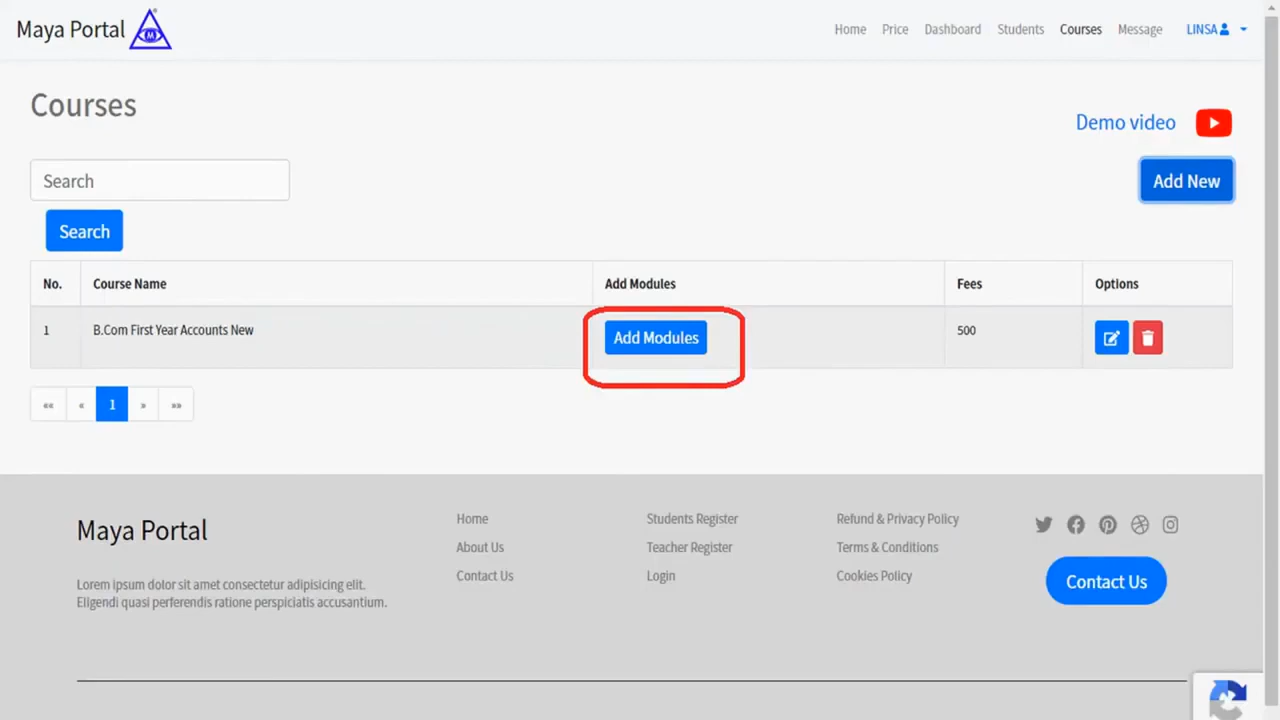 Maya Portal
M
Home Price Dashboard Students Courses Message LINSA
Courses
Demo video
Search
Add New
Search
No. Course Name Add Modules Fees Options
1 B.Com First Year Accounts New Add Modules 500
«« « 1 » »»
Maya Portal
Lorem ipsum dolor sit amet consectetur adipisicing elit.
Eligendi quasi perferendis ratione perspiciatis accusantium.
Home
About Us
Contact Us
Students Register
Teacher Register
Login
Refund & Privacy Policy
Terms & Conditions
Cookies Policy
Contact Us